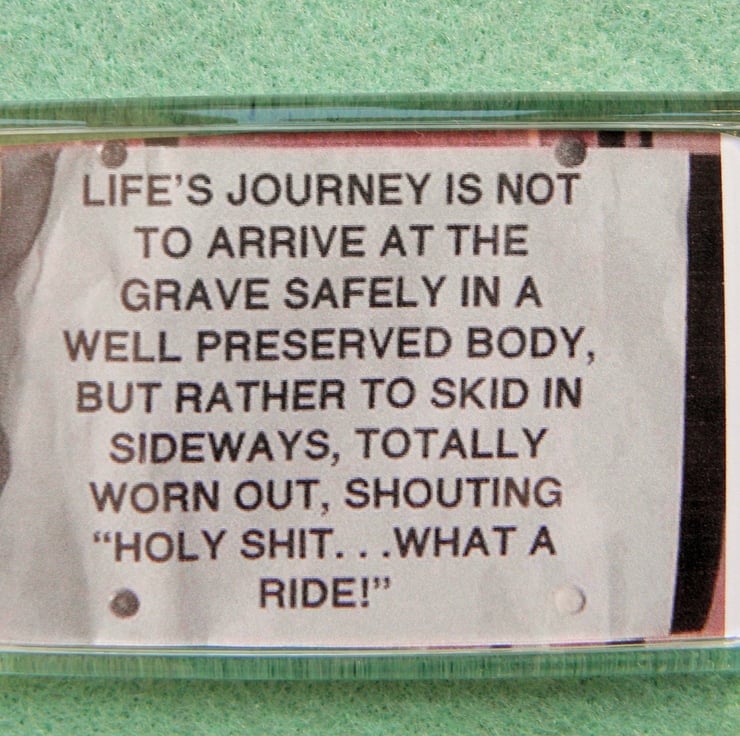 LIFE'S JOURNEY IS NOT
TO ARRIVE AT THE
GRAVE SAFELY IN A
WELL PRESERVED BODY,
BUT RATHER TO SKID IN
SIDEWAYS, TOTALLY
WORN OUT, SHOUTING
“HOLY SHIT. . .WHAT A
RIDE!”